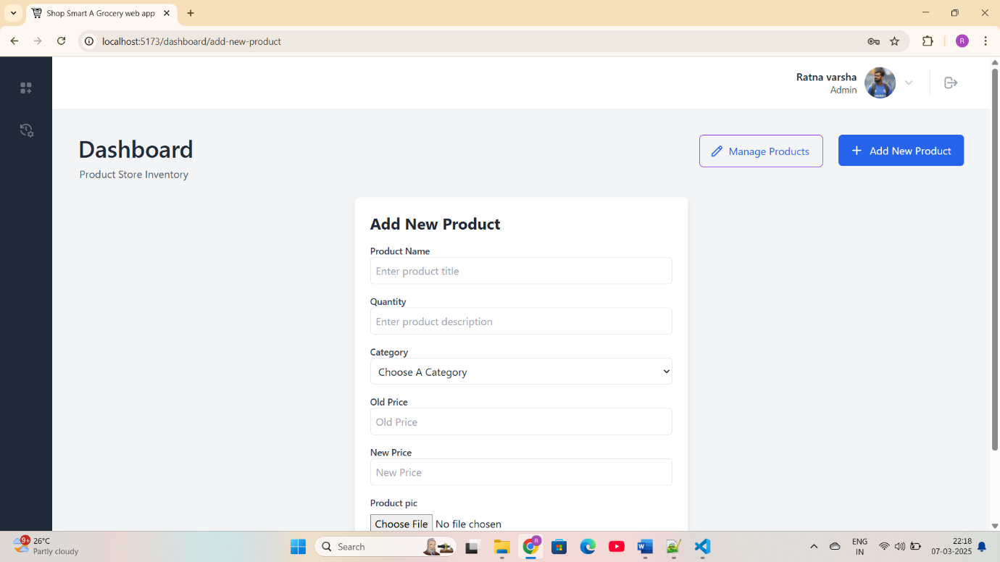 Shop Smart A Grocery web app
localhost:5173/dashboard/add-new-product
R
Ratna varsha
Admin
Dashboard
Product Store Inventory
Manage Products
+ Add New Product
Add New Product
Product Name
Enter product title
Quantity
Enter product description
Category
Choose A Category
Old Price
Old Price
New Price
New Price
Product pic
Choose File No file chosen
9+
26°C
Partly cloudy
Search
R
ENG
IN
22:18
07-03-2025